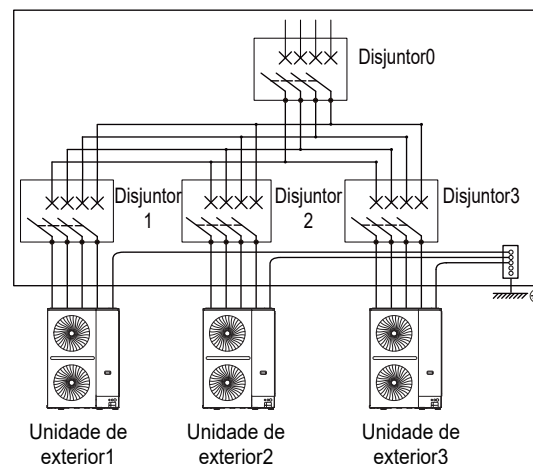 Disjuntor0
Disjuntor
1
Disjuntor
2
Disjuntor3
Unidade de
exterior1
Unidade de
exterior2
Unidade de
exterior3